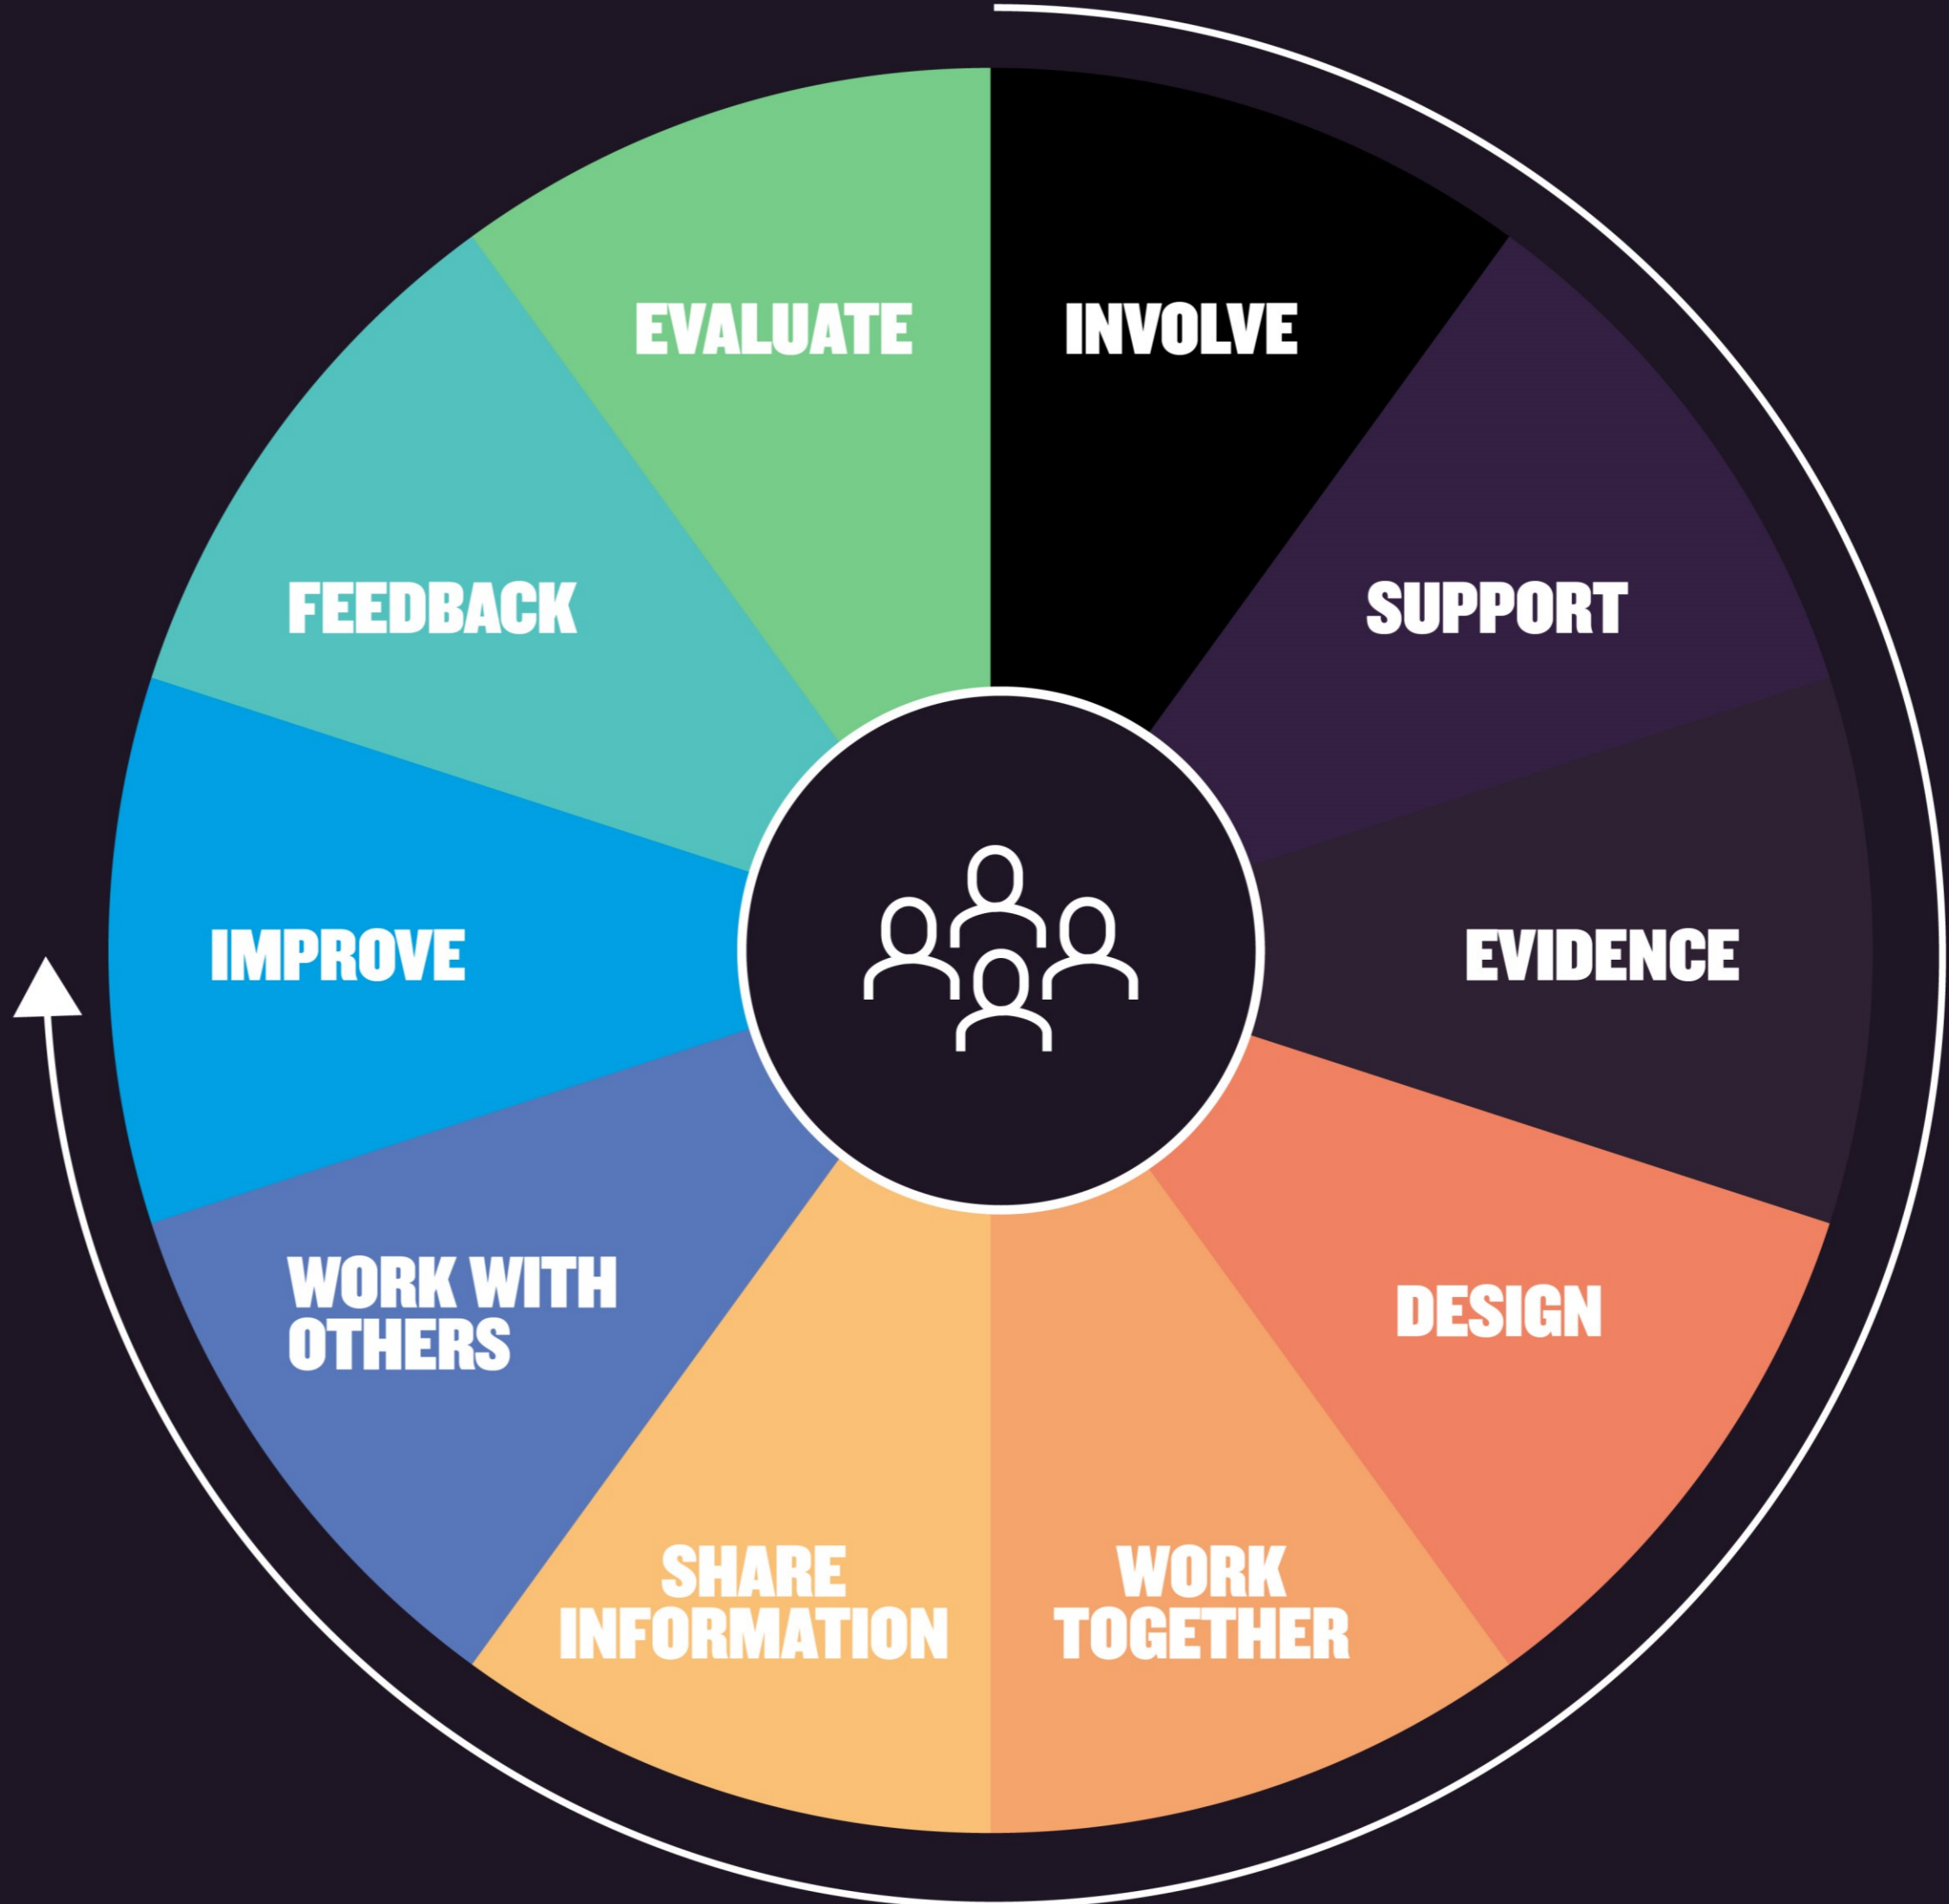 INVOLVE
SUPPORT
EVIDENCE
DESIGN
WORK
TOGETHER
SHARE
INFORMATION
WORK WITH
OTHERS
IMPROVE
FEEDBACK
EVALUATE